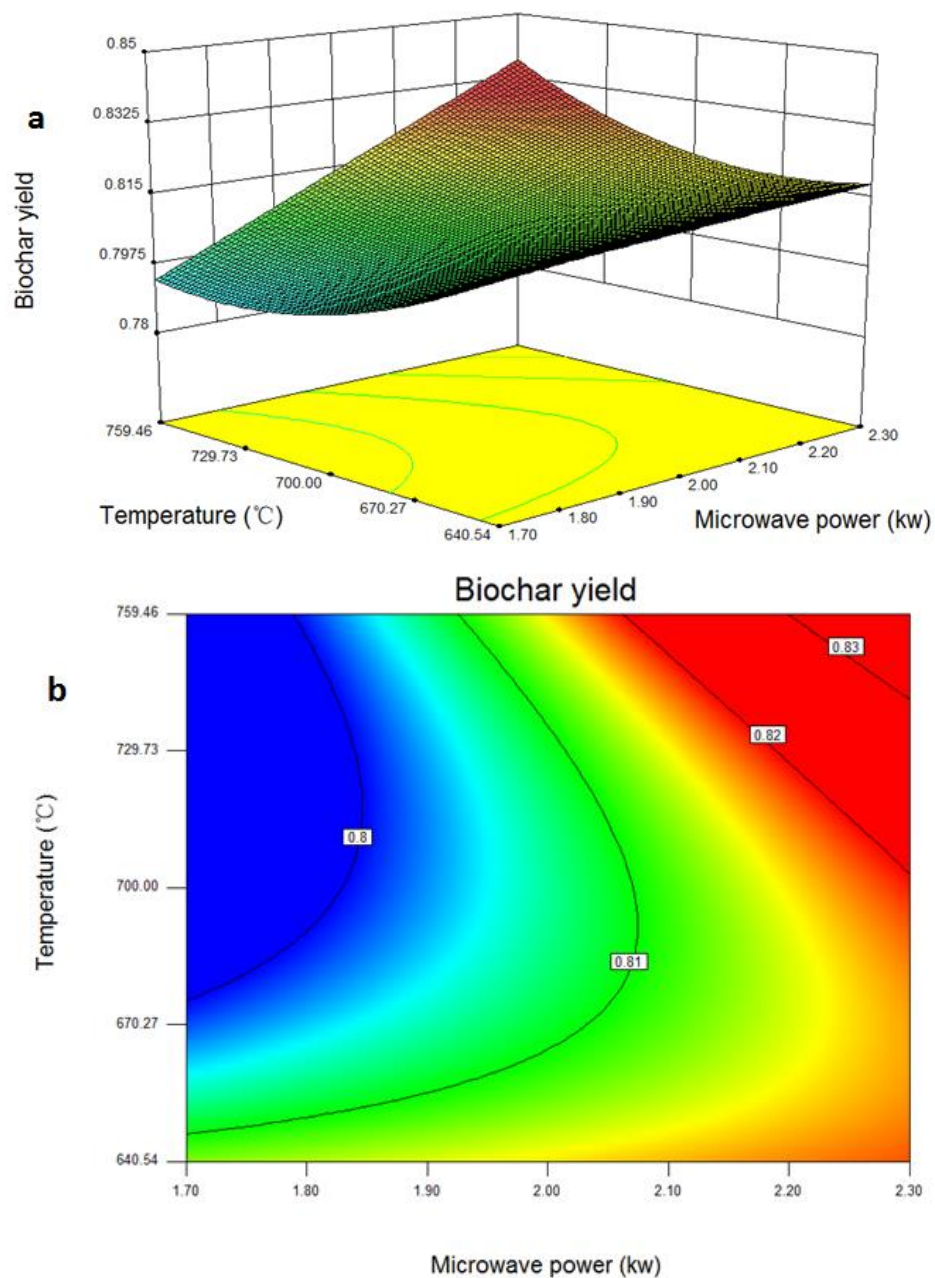 a
Biochar yield
0.85
0.8325
0.815
0.7975
0.78
759.46
729.73
700.00
670.27
640.54
Temperature (℃)
1.70
1.80
1.90
2.00
2.10
2.20
2.30
Microwave power (kw)
b
Biochar yield
Temperature (℃)
759.46
729.73
700.00
670.27
640.54
0.83
0.82
0.8
0.81
1.70 1.80 1.90 2.00 2.10 2.20 2.30
Microwave power (kw)